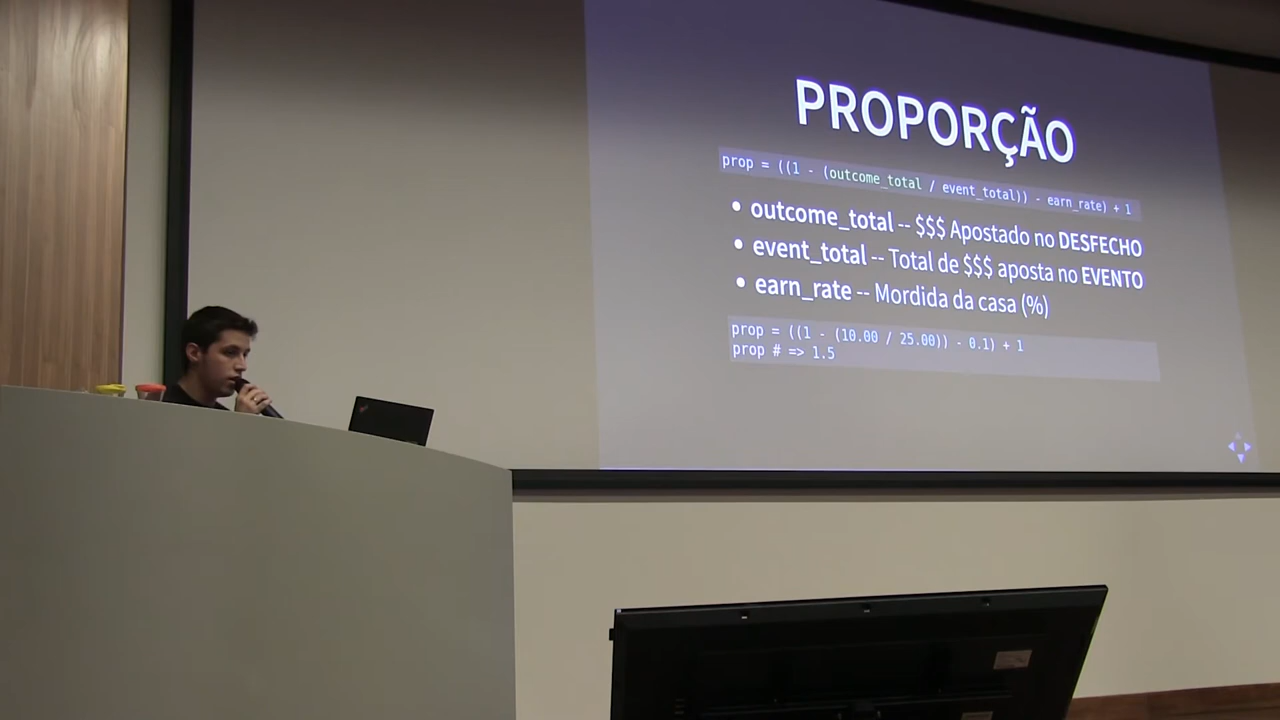 PROPORÇÃO
prop = ((1 - (outcome_total / event_total)) - earn_rate) + 1
• outcome_total -- $$$ Apostado no DESFECHO
• event_total -- Total de $$$ aposta no EVENTO
• earn_rate -- Mordida da casa (%)
prop = ((1 - (10.00 / 25.00)) - 0.1) + 1
prop # => 1.5